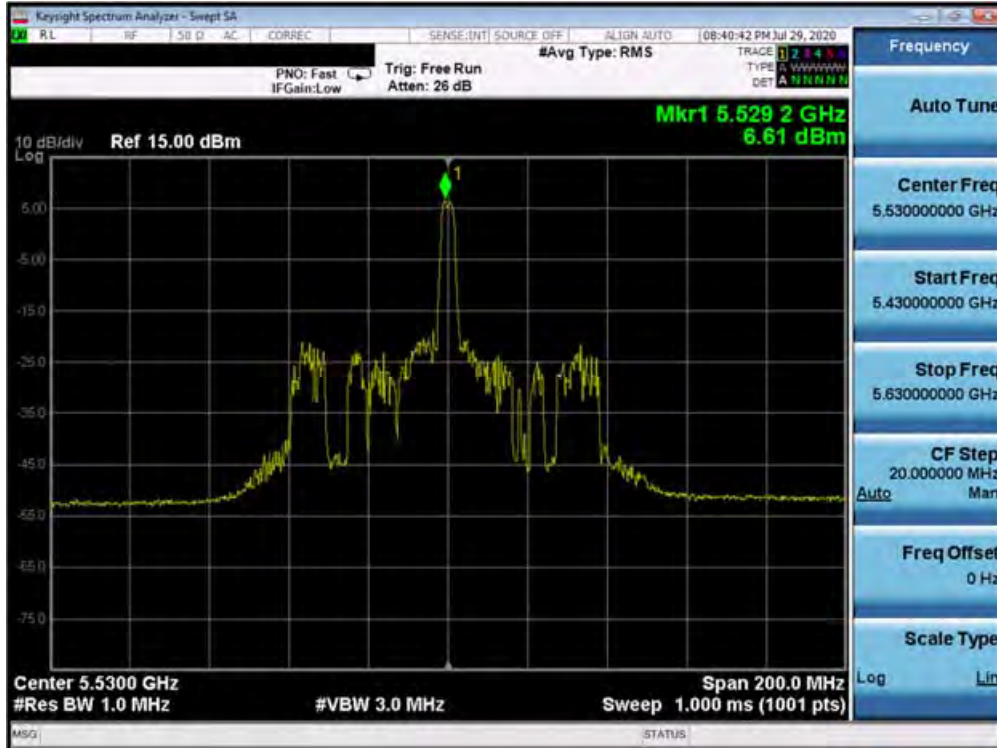 Keysight Spectrum Analyzer - Swept SA
RL RF 50 Ω AC CORREC SENSE:INT SOURCE OFF ALIGN AUTO 08:40:42 PM Jul 29, 2020
#Avg Type: RMS
TRACE 1 2 3 4 5 6
PNO: Fast Trig: Free Run
TYPE A WWWWW
IFGain:Low Atten: 26 dB
DET A N N N N N
Mkr1 5.529 2 GHz
6.61 dBm
10 dB/div Ref 15.00 dBm
Log
1
5.00
-5.00
-15.0
-25.0
-35.0
-45.0
-55.0
-65.0
-75.0
Center 5.5300 GHz Span 200.0 MHz
#Res BW 1.0 MHz #VBW 3.0 MHz Sweep 1.000 ms (1001 pts)
MSG STATUS
Frequency
Auto Tune
Center Freq
5.530000000 GHz
Start Freq
5.430000000 GHz
Stop Freq
5.630000000 GHz
CF Step
20.000000 MHz
Auto Man
Freq Offset
0 Hz
Scale Type
Log Lin